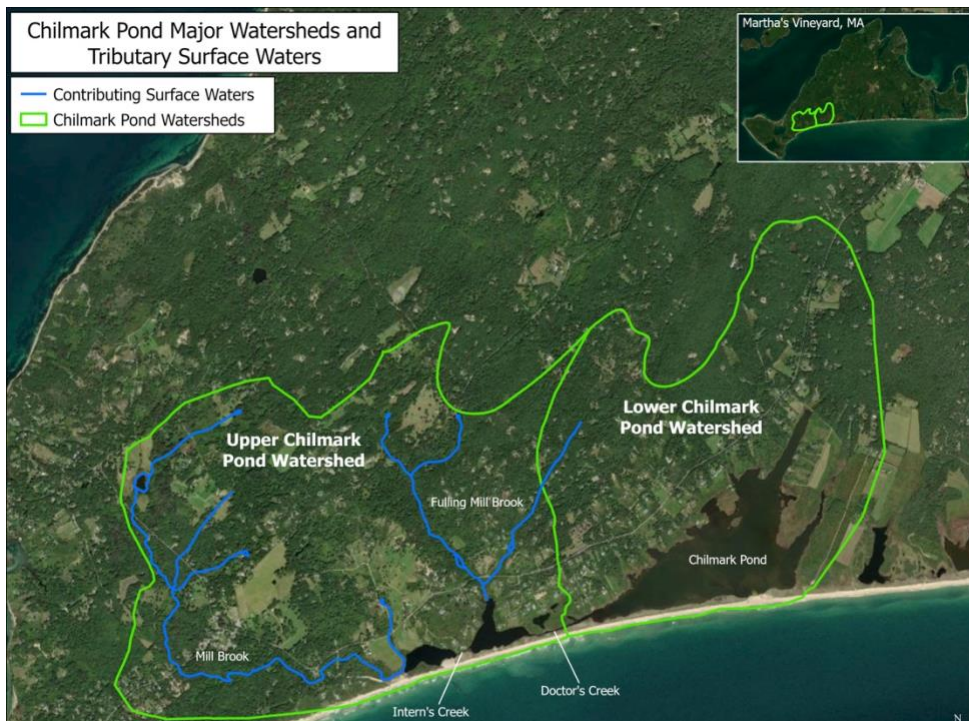 Chilmark Pond Major Watersheds and
Tributary Surface Waters
Contributing Surface Waters
Chilmark Pond Watersheds
Martha's Vineyard, MA
Upper Chilmark
Pond Watershed
Lower Chilmark
Pond Watershed
Fulling Mill Brook
Chilmark Pond
Mill Brook
Doctor's Creek
Intern's Creek
N